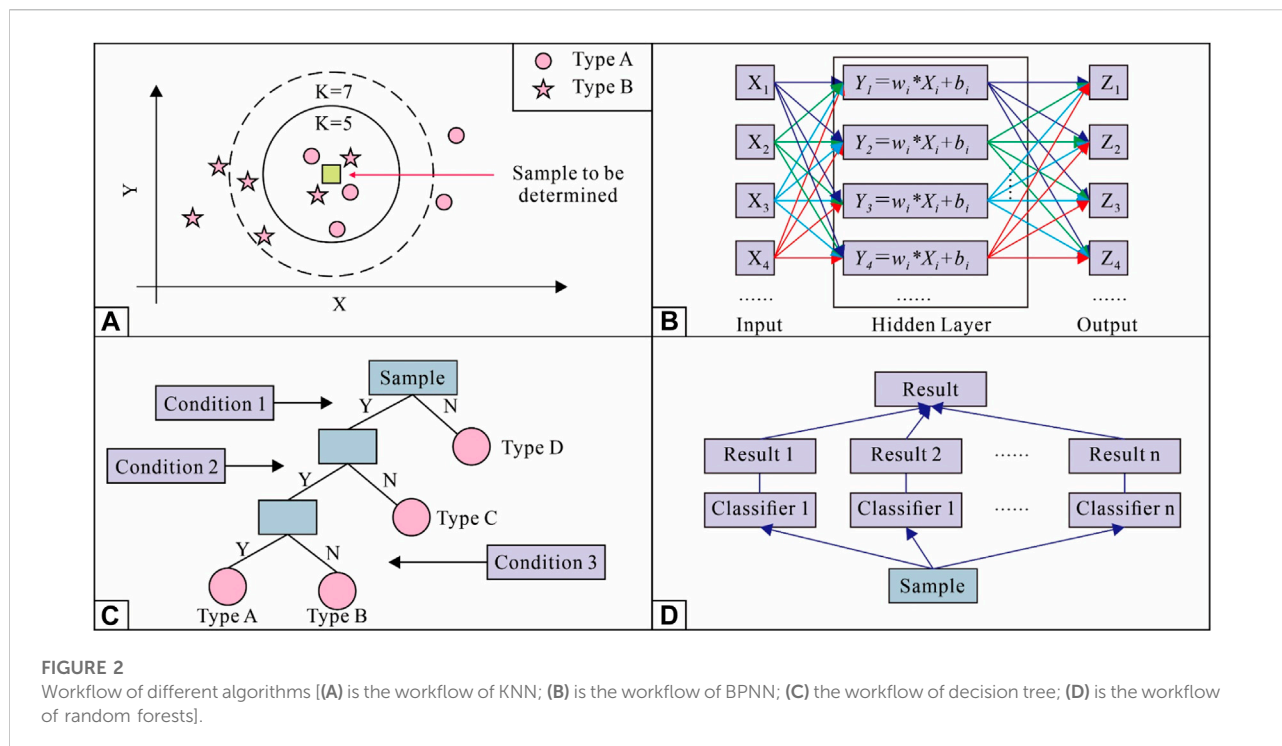 Type A
Type B
K=7
K=5
Sample to be
determined
Y
X
A
X1
X2
X3
X4
......
Input
Y1=wi*Xi+bi
Y2=wi*Xi+bi
Y3=wi*Xi+bi
Y4=wi*Xi+bi
......
Hidden Layer
Z1
Z2
Z3
Z4
......
Output
B
Sample
Condition 1
Y N
Type D
Condition 2
Y N
Type C
Y N
Condition 3
Type A Type B
C
Result
Result 1 Result 2 ...... Result n
Classifier 1 Classifier 1 ...... Classifier n
Sample
D
FIGURE 2
Workflow of different algorithms [(A) is the workflow of KNN; (B) is the workflow of BPNN; (C) the workflow of decision tree; (D) is the workflow
of random forests].